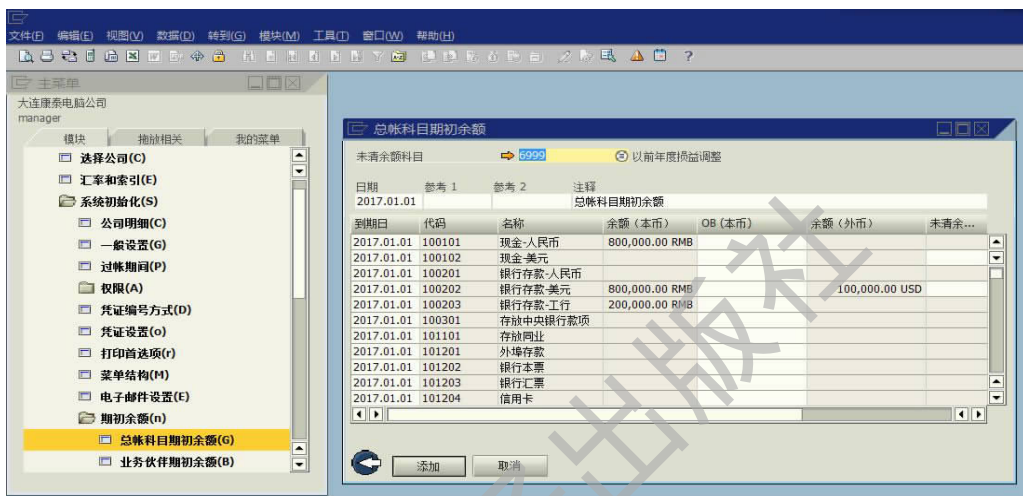 文件(F) 编辑(E) 视图(V) 数据(D) 转到(G) 模块(M) 工具(T) 窗口(W) 帮助(H)
主菜单
大连康泰电脑公司
manager
模块 拖放相关 我的菜单
选择公司(C)
汇率和索引(E)
系统初始化(S)
公司明细(C)
一般设置(G)
过帐期间(P)
权限(A)
凭证编号方式(D)
凭证设置(o)
打印首选项(r)
菜单结构(M)
电子邮件设置(E)
期初余额(n)
总帐科目期初余额(G)
业务伙伴期初余额(B)
总帐科目期初余额
未清余额科目 6999 以前年度损益调整
日期 参考 1 参考 2 注释
2017.01.01 总帐科目期初余额
到期日 代码 名称 余额（本币） OB (本币) 余额（外币） 未清余...
2017.01.01 100101 现金-人民币 800,000.00 RMB
2017.01.01 100102 现金-美元
2017.01.01 100201 银行存款-人民币
2017.01.01 100202 银行存款-美元 800,000.00 RMB 100,000.00 USD
2017.01.01 100203 银行存款-工行 200,000.00 RMB
2017.01.01 100301 存放中央银行款项
2017.01.01 101101 存放同业
2017.01.01 101201 外埠存款
2017.01.01 101202 银行本票
2017.01.01 101203 银行汇票
2017.01.01 101204 信用卡
添加 取消
出版社